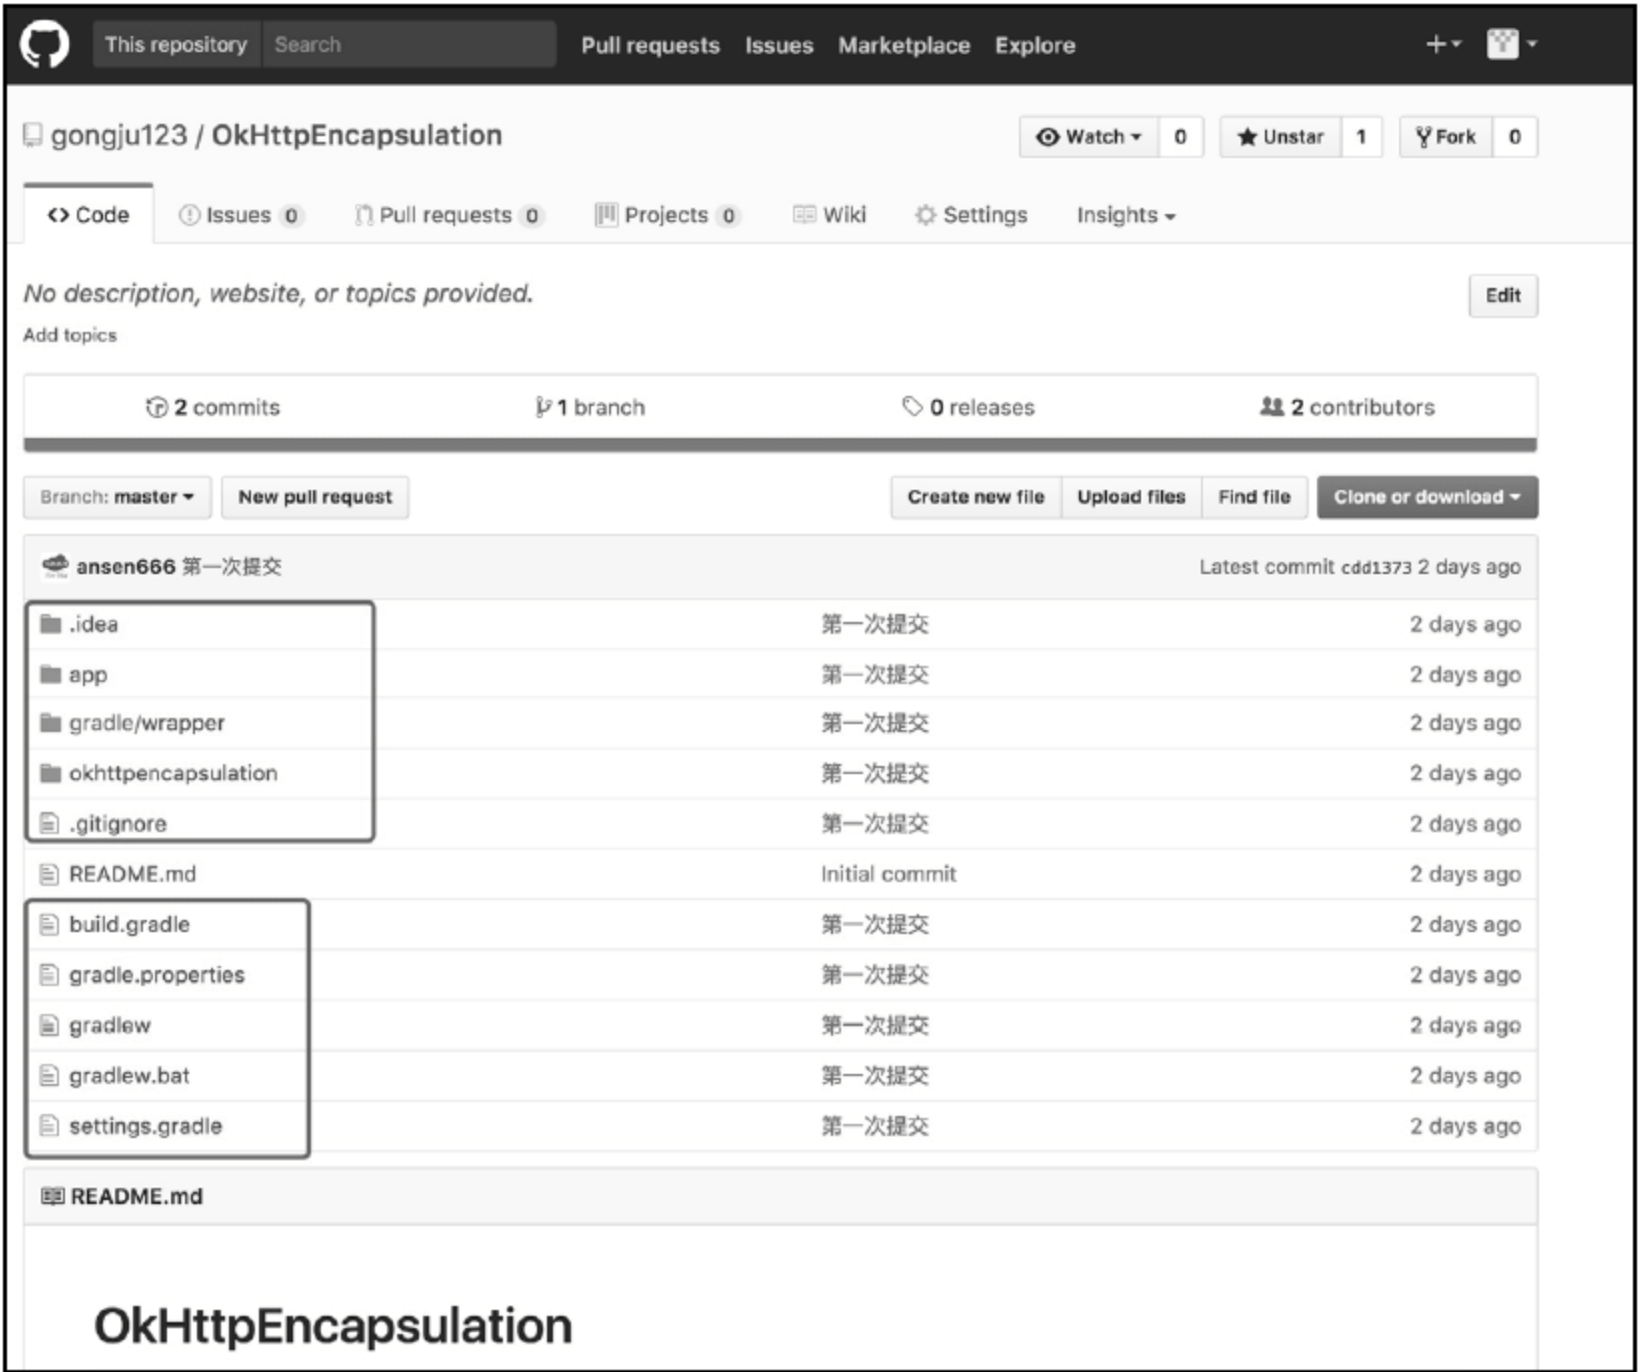 This repository Search Pull requests Issues Marketplace Explore
gongju123 / OkHttpEncapsulation Watch 0 Unstar 1 Fork 0
Code Issues 0 Pull requests 0 Projects 0 Wiki Settings Insights
No description, website, or topics provided. Edit
Add topics
2 commits 1 branch 0 releases 2 contributors
Branch: master New pull request Create new file Upload files Find file Clone or download
ansen666 第一次提交 Latest commit cdd1373 2 days ago
.idea 第一次提交 2 days ago
app 第一次提交 2 days ago
gradle/wrapper 第一次提交 2 days ago
okhttpencapsulation 第一次提交 2 days ago
.gitignore 第一次提交 2 days ago
README.md Initial commit 2 days ago
build.gradle 第一次提交 2 days ago
gradle.properties 第一次提交 2 days ago
gradlew 第一次提交 2 days ago
gradlew.bat 第一次提交 2 days ago
settings.gradle 第一次提交 2 days ago
README.md
OkHttpEncapsulation